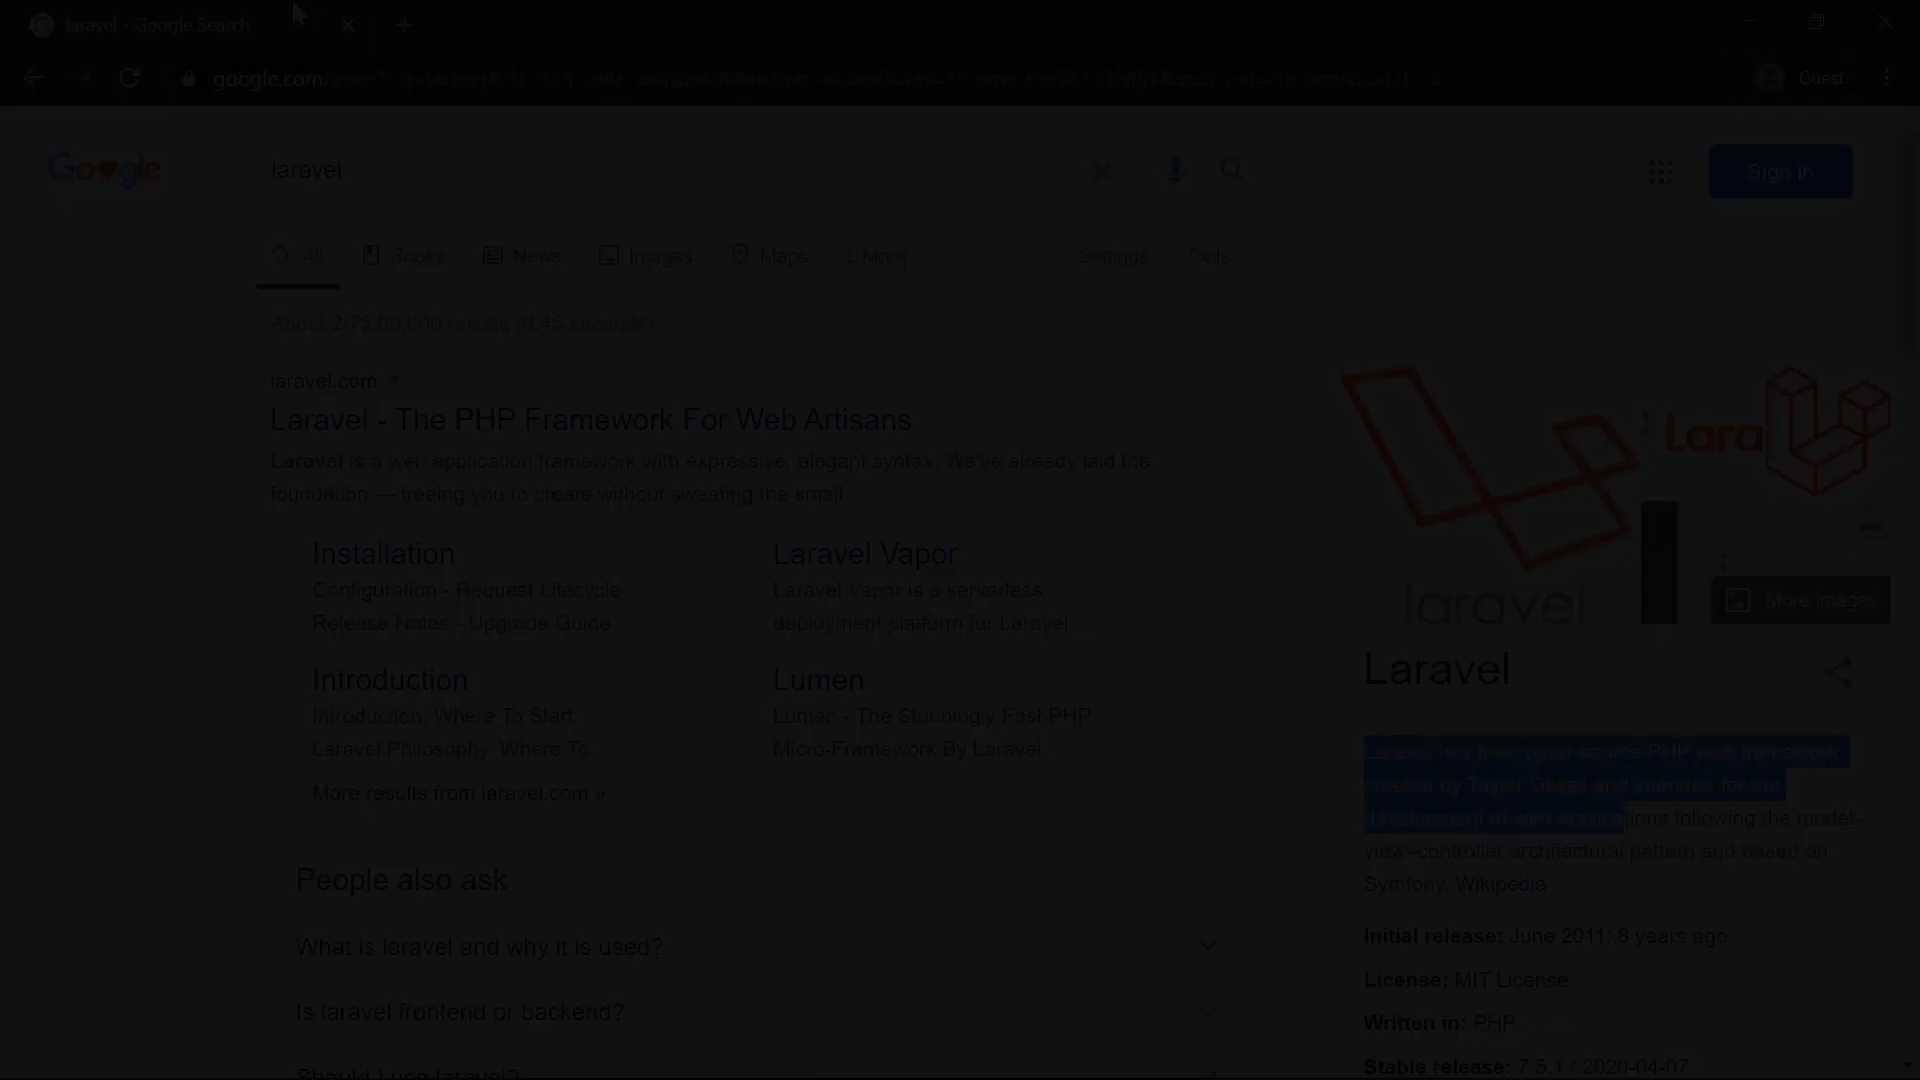 laravel - Google Search
google.com
Guest
Google
laravel
Sign in
All
Books
News
Images
Maps
More
Settings
Tools
laravel.com
Laravel - The PHP Framework For Web Artisans
Laravel is a web application framework with expressive, elegant syntax. We've already laid the
foundation — freeing you to create without sweating the small ...
Installation
Configuration - Request Lifecycle
Release Notes - Upgrade Guide
Laravel Vapor
Laravel Vapor is a serverless
deployment platform for Laravel ...
Introduction
Introduction. Where To Start.
Laravel Philosophy. Where To ...
Lumen
Lumen - The Stunningly Fast PHP
Micro-Framework By Laravel
More results from laravel.com »
People also ask
What is laravel and why it is used?
Is laravel frontend or backend?
Should I use laravel?
laravel
Lara
More images
Laravel
Laravel is a free, open-source PHP web framework
created by Taylor Otwell and intended for the
development of web applications following the model–
view–controller architectural pattern and based on
Symfony. Wikipedia
Initial release: June 2011; 8 years ago
License: MIT License
Written in: PHP
Stable release: 7.5.1 / 2020-04-07